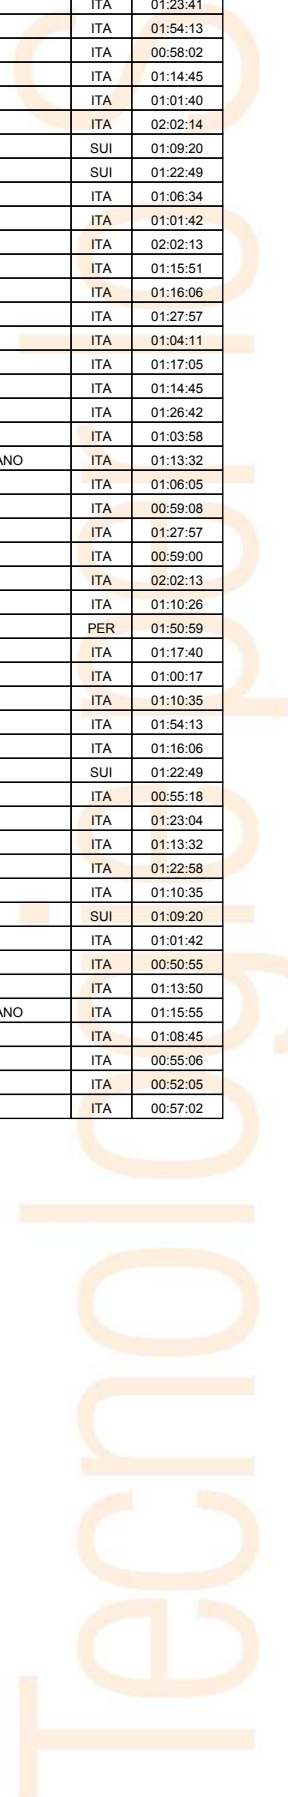 ITA 01:23:41
ITA 01:54:13
ITA 00:58:02
ITA 01:14:45
ITA 01:01:40
ITA 02:02:14
SUI 01:09:20
SUI 01:22:49
ITA 01:06:34
ITA 01:01:42
ITA 02:02:13
ITA 01:15:51
ITA 01:16:06
ITA 01:27:57
ITA 01:04:11
ITA 01:17:05
ITA 01:14:45
ITA 01:26:42
ITA 01:03:58
ANO ITA 01:13:32
ITA 01:06:05
ITA 00:59:08
ITA 01:27:57
ITA 00:59:00
ITA 02:02:13
ITA 01:10:26
PER 01:50:59
ITA 01:17:40
ITA 01:00:17
ITA 01:10:35
ITA 01:54:13
ITA 01:16:06
SUI 01:22:49
ITA 00:55:18
ITA 01:23:04
ITA 01:13:32
ITA 01:22:58
ITA 01:10:35
SUI 01:09:20
ITA 01:01:42
ITA 00:50:55
ITA 01:13:50
ANO ITA 01:15:55
ITA 01:08:45
ITA 00:55:06
ITA 00:52:05
ITA 00:57:02
Tecnologie per lo S